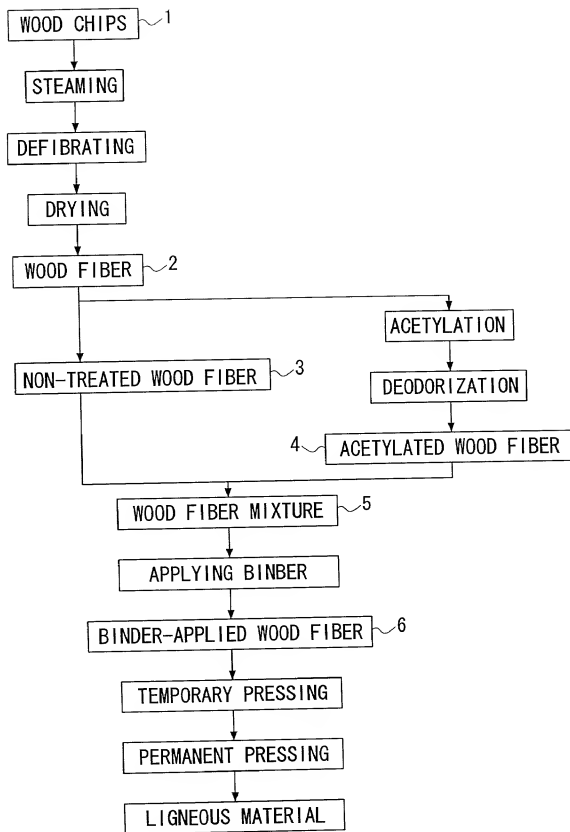 WOOD CHIPS 1
STEAMING
DEFIBRATING
DRYING
WOOD FIBER 2
ACETYLATION
NON-TREATED WOOD FIBER 3
DEODORIZATION
4 ACETYLATED WOOD FIBER
WOOD FIBER MIXTURE 5
APPLYING BINBER
BINDER-APPLIED WOOD FIBER 6
TEMPORARY PRESSING
PERMANENT PRESSING
LIGNEOUS MATERIAL